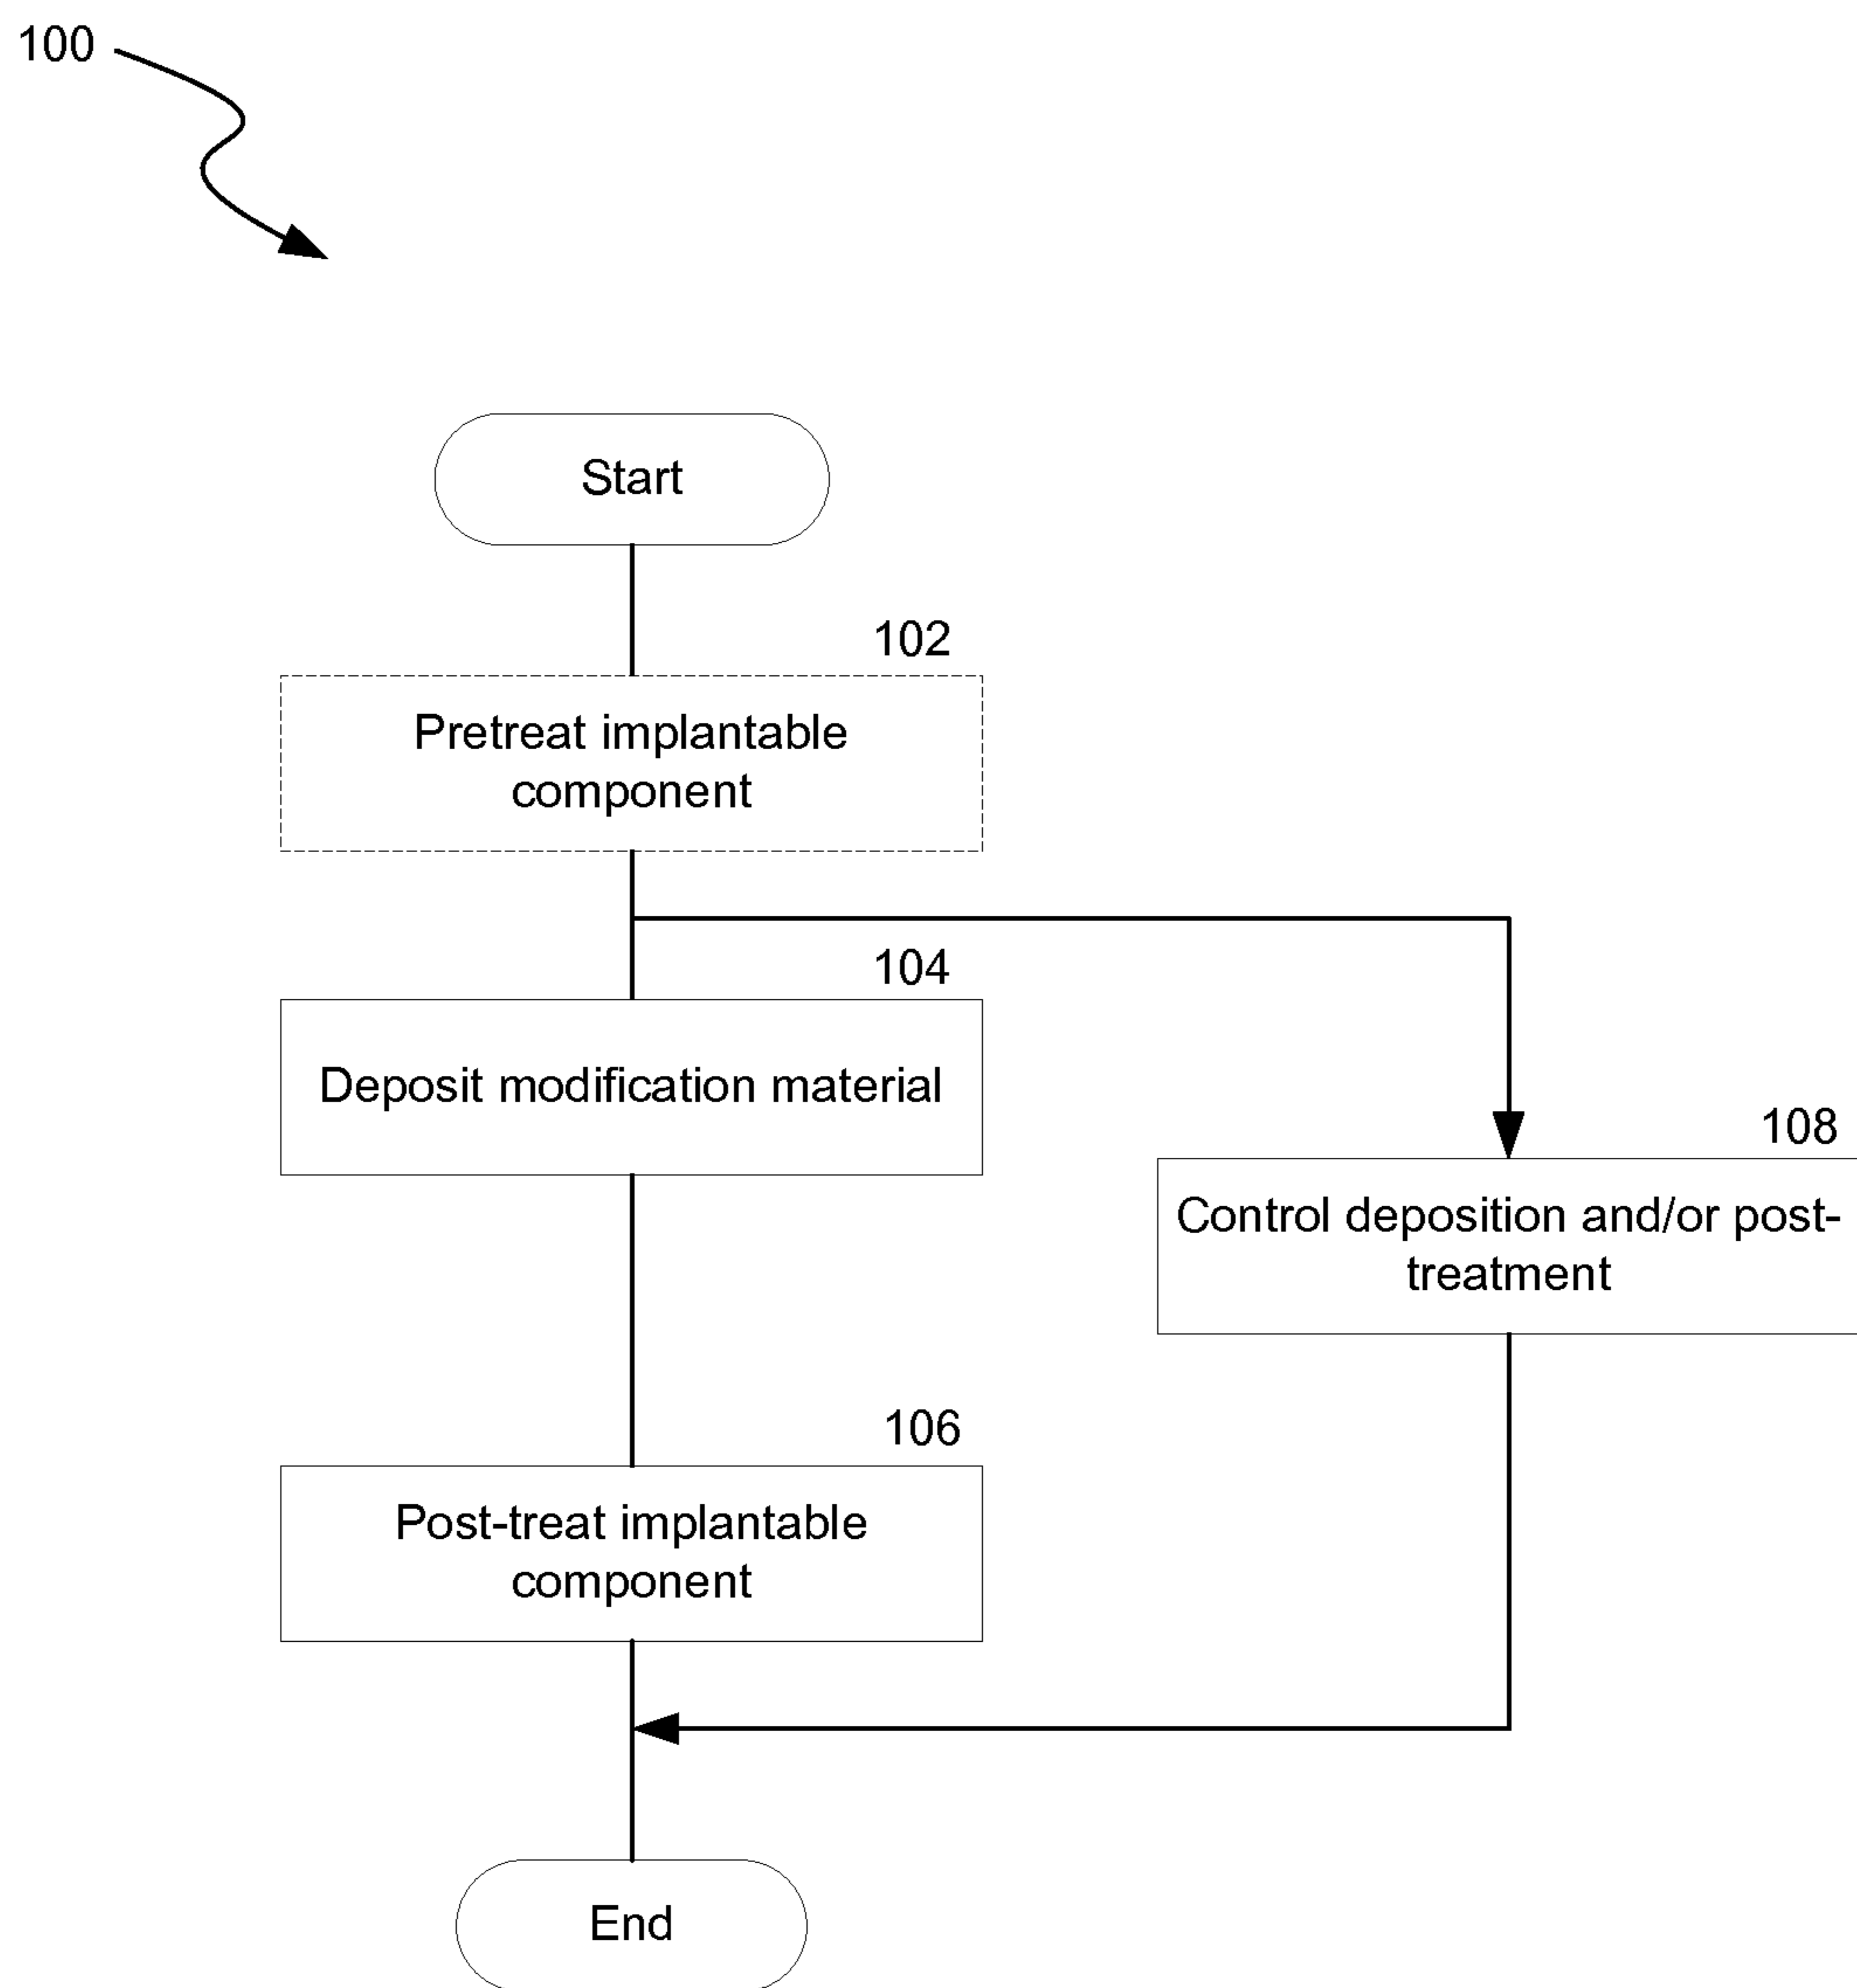 100
Start
102
Pretreat implantable
component
104
Deposit modification material
108
Control deposition and/or post-
treatment
106
Post-treat implantable
component
End